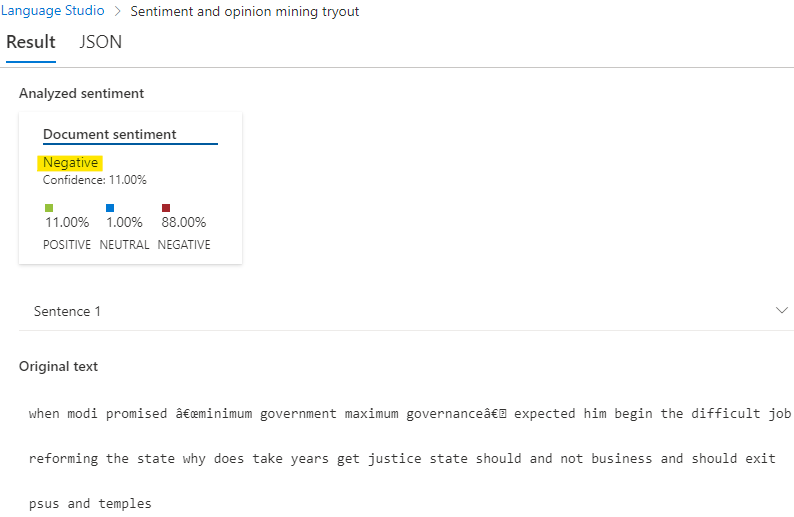 Language Studio > Sentiment and opinion mining tryout
Result JSON
Analyzed sentiment
Document sentiment
Negative
Confidence: 11.00%
11.00% 1.00% 88.00%
POSITIVE NEUTRAL NEGATIVE
Sentence 1
Original text
when modi promised â€œminimum government maximum governanceâ€� expected him begin the difficult job
reforming the state why does take years get justice state should and not business and should exit
psus and temples